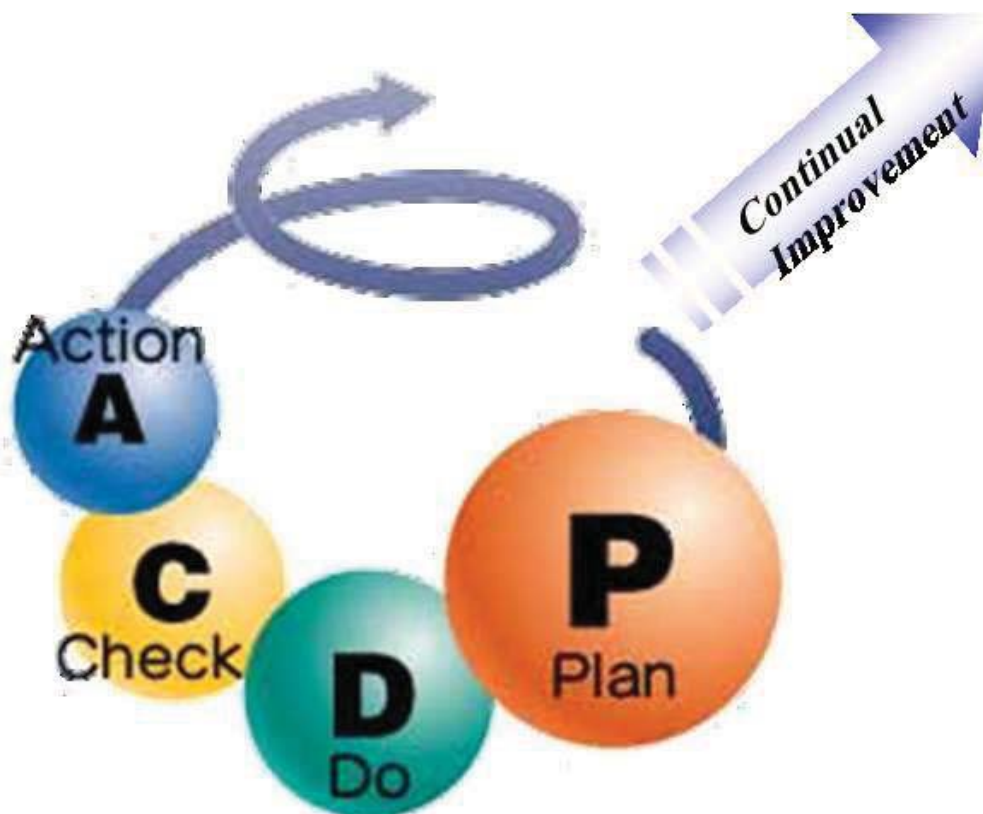 Continual
Improvement
Action
A
C
Check
D
Do
P
Plan